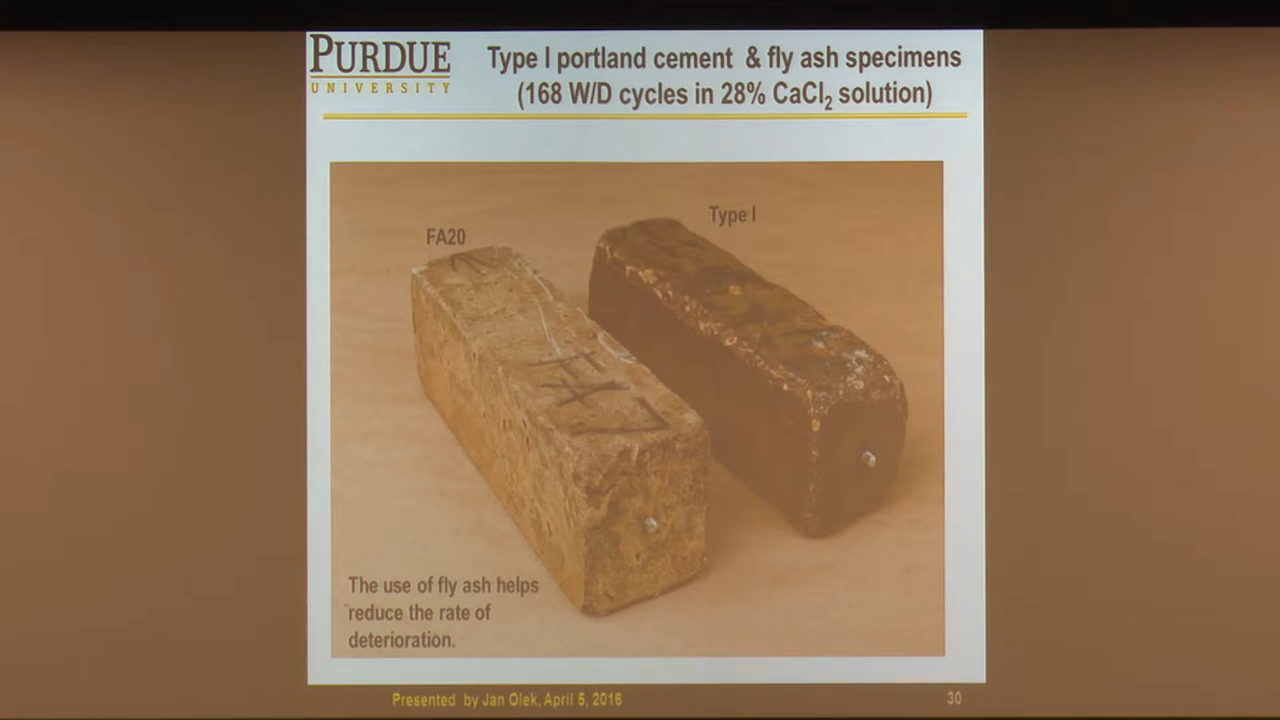 PURDUE
UNIVERSITY
Type I portland cement & fly ash specimens
(168 W/D cycles in 28% CaCl₂ solution)
FA20
Type I
FA
The use of fly ash helps
reduce the rate of
deterioration.
Presented by Jan Olek, April 5, 2016
30